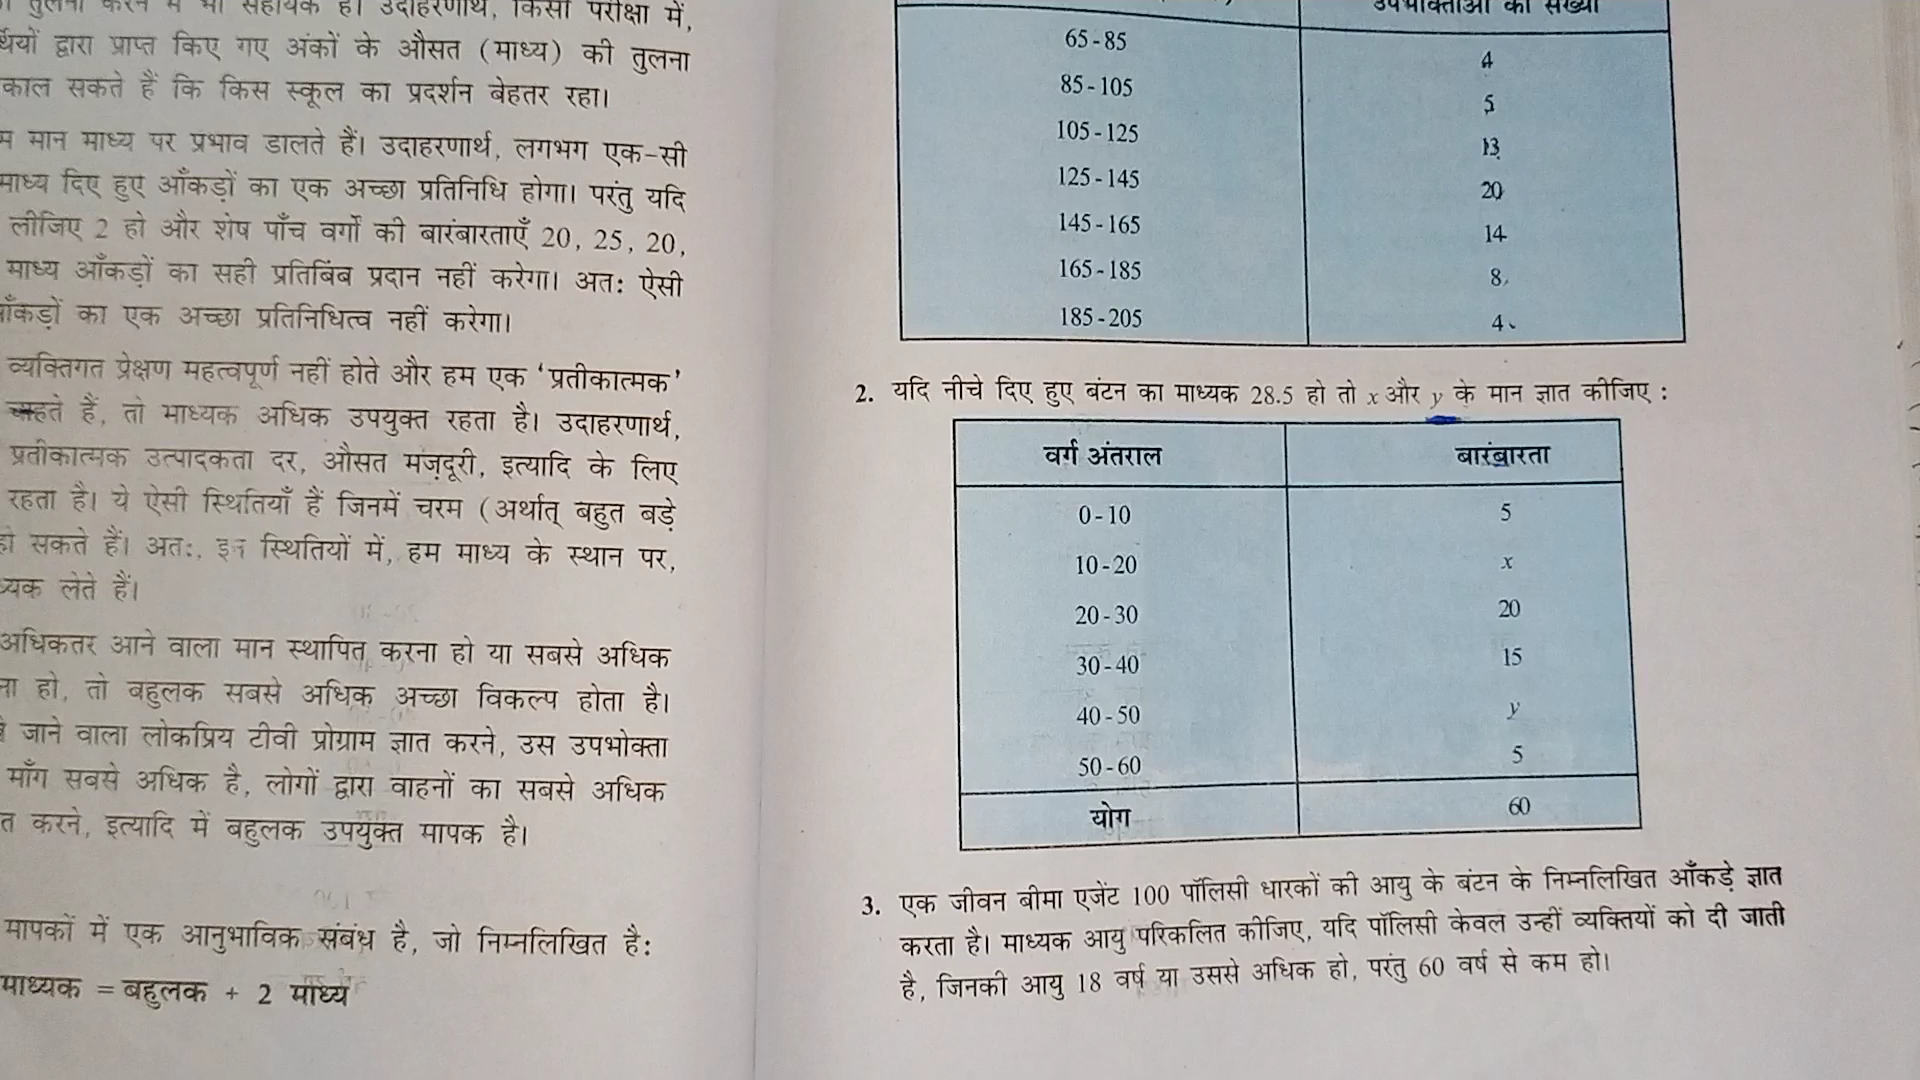 तुलना करने में भी सहायक है। उदाहरणार्थ, किसी परीक्षा में,
द्वारा प्राप्त किए गए अंकों के औसत (माध्य) की तुलना
सकते हैं कि किस स्कूल का प्रदर्शन बेहतर रहा।
मान माध्य पर प्रभाव डालते हैं। उदाहरणार्थ, लगभग एक-सी
माध्य दिए हुए आँकड़ों का एक अच्छा प्रतिनिधि होगा। परंतु यदि
लीजिए 2 हो और शेष पाँच वर्गों की बारंबारताएँ 20, 25, 20,
माध्य आँकड़ों का सही प्रतिबिंब प्रदान नहीं करेगा। अत: ऐसी
का एक अच्छा प्रतिनिधित्व नहीं करेगा।
व्यक्तिगत प्रेक्षण महत्वपूर्ण नहीं होते और हम एक ‘प्रतीकात्मक’
चाहते हैं, तो माध्यक अधिक उपयुक्त रहता है। उदाहरणार्थ,
प्रतीकात्मक उत्पादकता दर, औसत मज़दूरी, इत्यादि के लिए
रहता है। ये ऐसी स्थितियाँ हैं जिनमें चरम (अर्थात् बहुत बड़े
सकते हैं। अत:, इन स्थितियों में, हम माध्य के स्थान पर,
लेते हैं।
अधिकतर आने वाला मान स्थापित करना हो या सबसे अधिक
हो, तो बहुलक सबसे अधिक अच्छा विकल्प होता है।
जाने वाला लोकप्रिय टीवी प्रोग्राम ज्ञात करने, उस उपभोक्ता
माँग सबसे अधिक है, लोगों द्वारा वाहनों का सबसे अधिक
करने, इत्यादि में बहुलक उपयुक्त मापक है।
मापकों में एक आनुभाविक संबंध है, जो निम्नलिखित है:
माध्यक = बहुलक + 2 माध्य
उपभोक्ताओं की संख्या
65-85 4
85-105 5
105-125 13
125-145 20
145-165 14
165-185 8
185-205 4
2. यदि नीचे दिए हुए बंटन का माध्यक 28.5 हो तो x और y के मान ज्ञात कीजिए :
वर्ग अंतराल बारंबारता
0-10 5
10-20 x
20-30 20
30-40 15
40-50 y
50-60 5
योग 60
3. एक जीवन बीमा एजेंट 100 पॉलिसी धारकों की आयु के बंटन के निम्नलिखित आँकड़े ज्ञात
करता है। माध्यक आयु परिकलित कीजिए, यदि पॉलिसी केवल उन्हीं व्यक्तियों को दी जाती
है, जिनकी आयु 18 वर्ष या उससे अधिक हो, परंतु 60 वर्ष से कम हो।